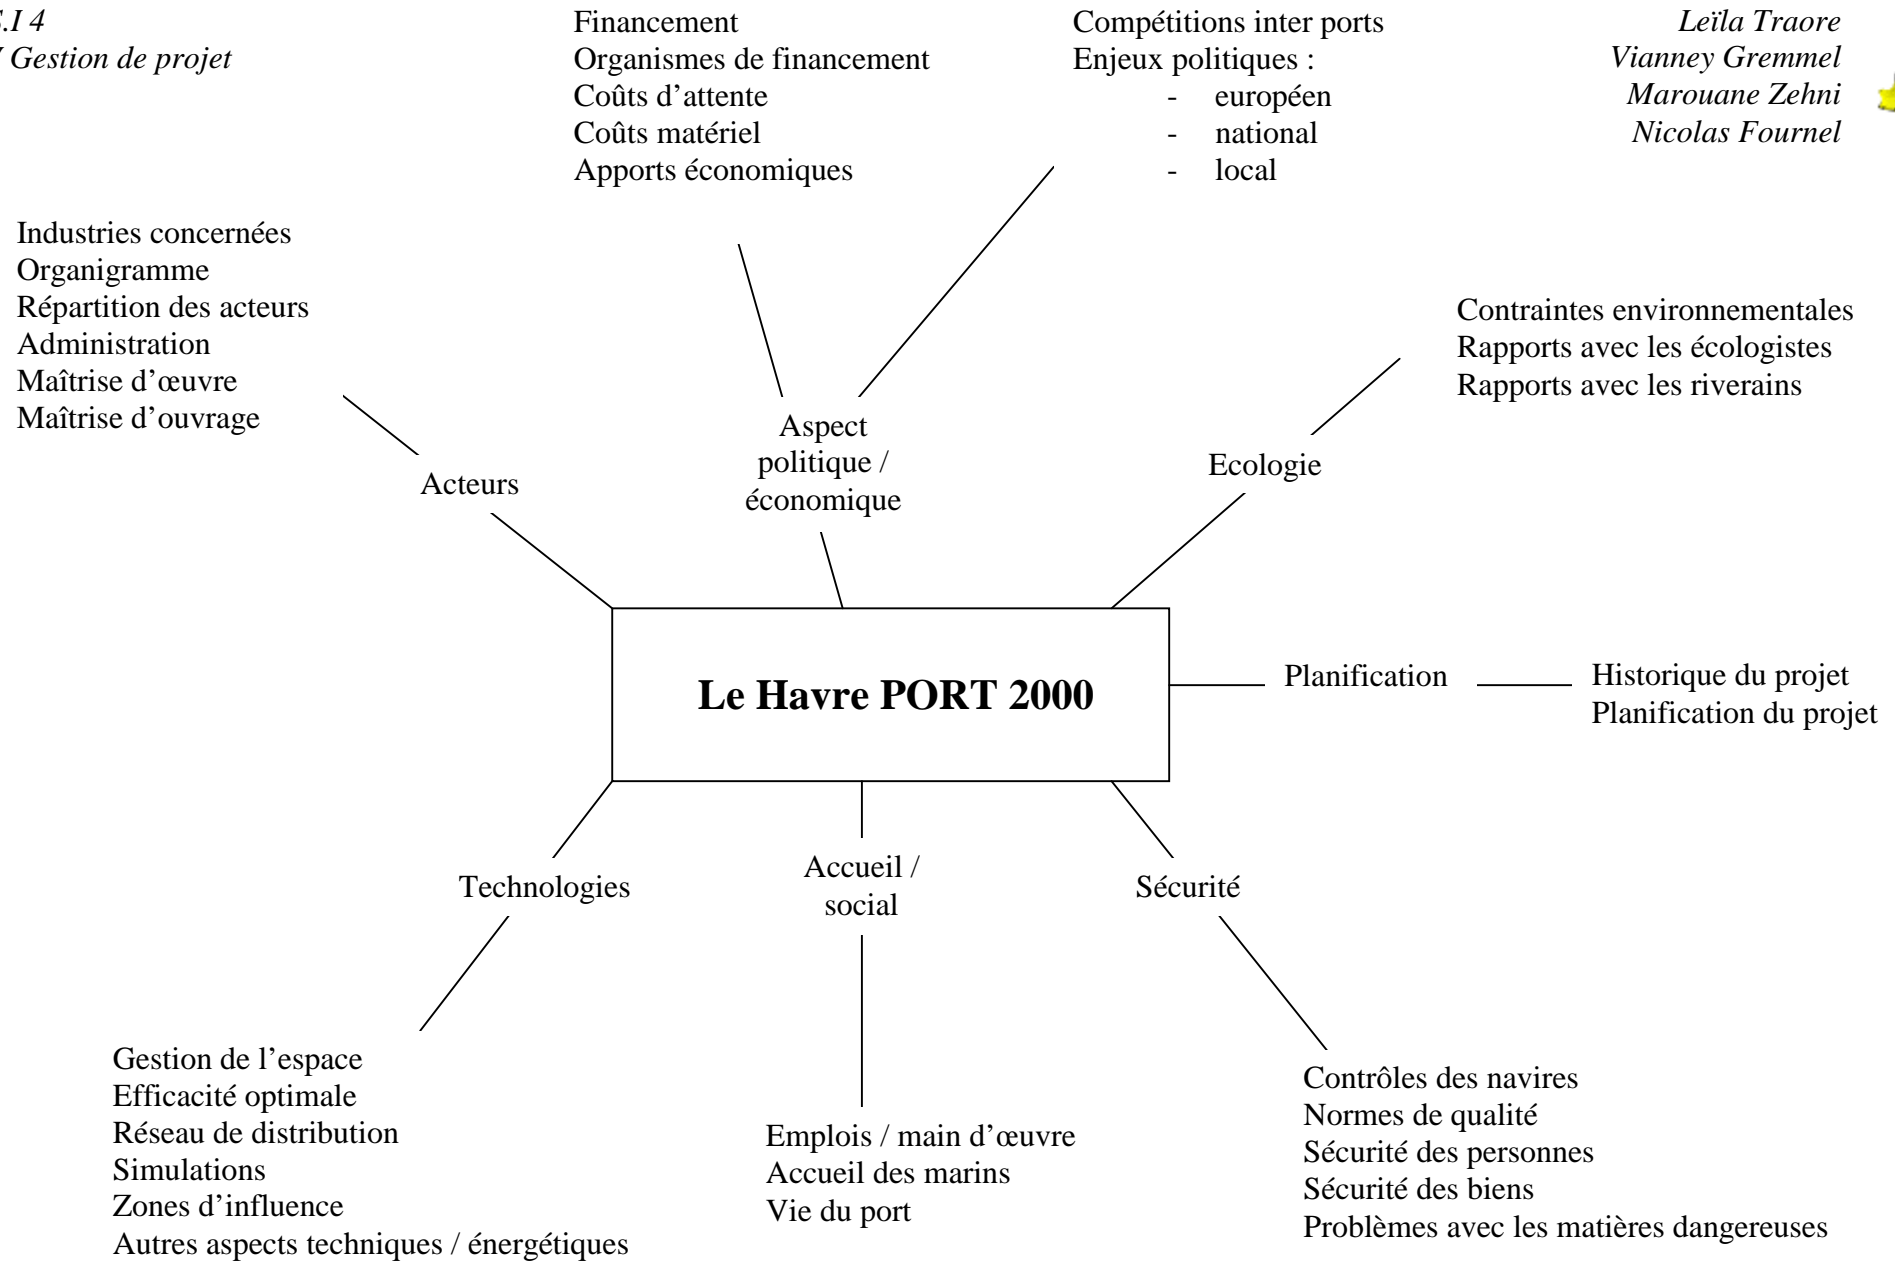 .I 4
Gestion de projet
Financement
Organismes de financement
Coûts d’attente
Coûts matériel
Apports économiques
Compétitions inter ports
Enjeux politiques :
- européen
- national
- local
Leïla Traore
Vianney Gremmel
Marouane Zehni
Nicolas Fournel
Industries concernées
Organigramme
Répartition des acteurs
Administration
Maîtrise d’œuvre
Maîtrise d’ouvrage
Contraintes environnementales
Rapports avec les écologistes
Rapports avec les riverains
Acteurs
Aspect
politique /
économique
Ecologie
Le Havre PORT 2000
Planification
Historique du projet
Planification du projet
Technologies
Accueil /
social
Sécurité
Gestion de l’espace
Efficacité optimale
Réseau de distribution
Simulations
Zones d’influence
Autres aspects techniques / énergétiques
Emplois / main d’œuvre
Accueil des marins
Vie du port
Contrôles des navires
Normes de qualité
Sécurité des personnes
Sécurité des biens
Problèmes avec les matières dangereuses